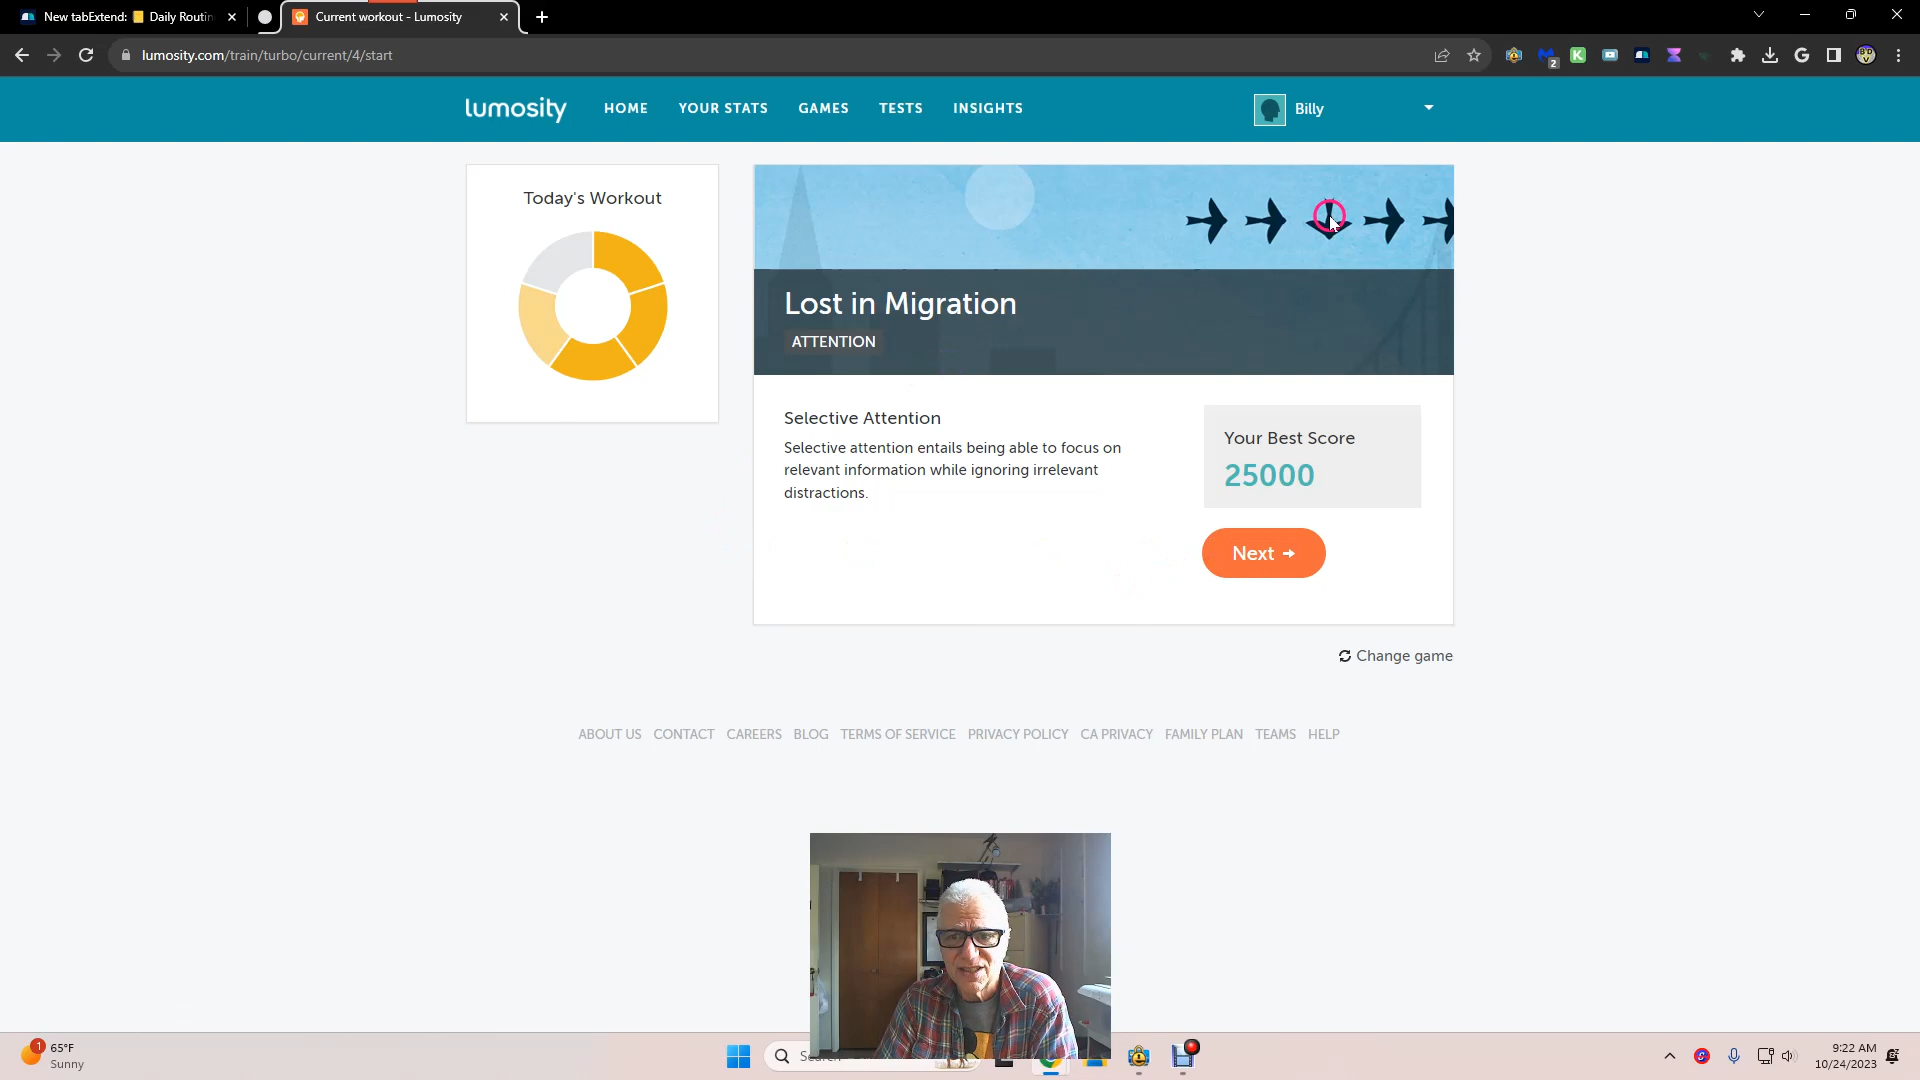 New tabExtend: Daily Routin
Current workout - Lumosity
lumosity.com/train/turbo/current/4/start
2
lumosity
HOME
YOUR STATS
GAMES
TESTS
INSIGHTS
Billy
Today's Workout
Lost in Migration
ATTENTION
Selective Attention
Selective attention entails being able to focus on
relevant information while ignoring irrelevant
distractions.
Your Best Score
25000
Next
Change game
ABOUT US CONTACT CAREERS BLOG TERMS OF SERVICE PRIVACY POLICY CA PRIVACY FAMILY PLAN TEAMS HELP
1
65°F
Sunny
9:22 AM
10/24/2023